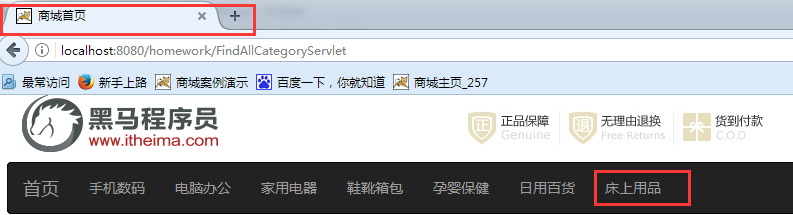 商城首页
localhost:8080/homework/FindAllCategoryServlet
最常访问 新手上路 商城案例演示 百度一下，你就知道 商城主页_257
黑马程序员
www.itheima.com
正 正品保障 Genuine
退 无理由退换 Free Returns
货到付款 C.O.D
首页 手机数码 电脑办公 家用电器 鞋靴箱包 孕婴保健 日用百货 床上用品